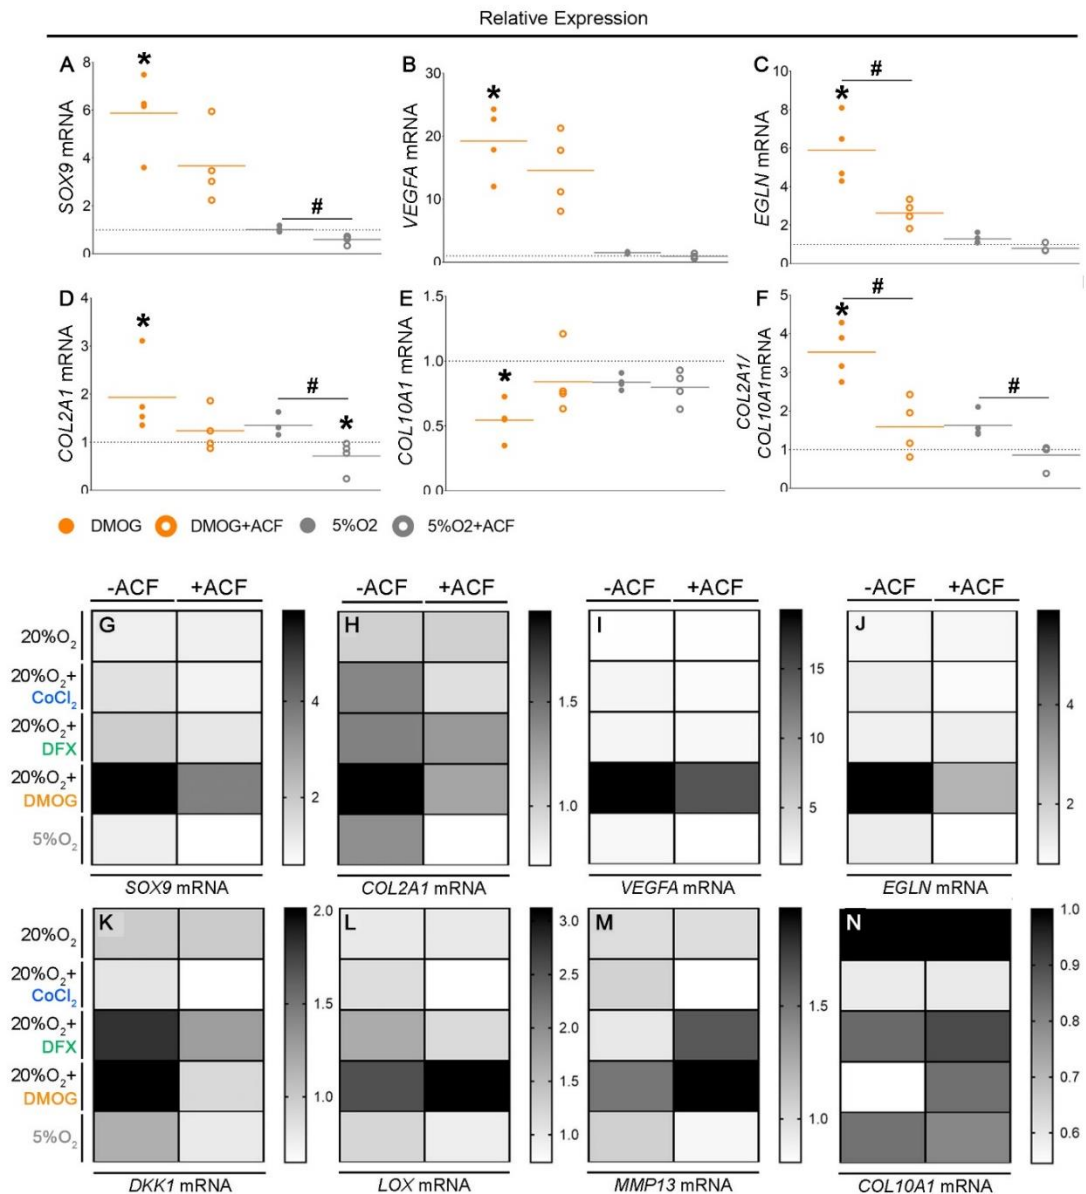 Relative Expression
A
SOX9 mRNA
8
6
4
2
0
*
#
B
VEGFA mRNA
30
20
10
0
*
C
EGLN mRNA
10
8
6
4
2
0
*
#
D
COL2A1 mRNA
4
3
2
1
0
*
#
*
E
COL10A1 mRNA
1.5
1.0
0.5
0.0
*
F
COL2A1/
COL10A1mRNA
5
4
3
2
1
0
*
#
#
DMOG DMOG+ACF 5%O2 5%O2+ACF
-ACF +ACF -ACF +ACF -ACF +ACF -ACF +ACF
20%O2
20%O2+
CoCl2
20%O2+
DFX
20%O2+
DMOG
5%O2
G
4
2
SOX9 mRNA
H
1.5
1.0
COL2A1 mRNA
I
15
10
5
VEGFA mRNA
J
4
2
EGLN mRNA
20%O2
20%O2+
CoCl2
20%O2+
DFX
20%O2+
DMOG
5%O2
K
2.0
1.5
1.0
DKK1 mRNA
L
3.0
2.5
2.0
1.5
1.0
LOX mRNA
M
1.5
1.0
MMP13 mRNA
N
1.0
0.9
0.8
0.7
0.6
COL10A1 mRNA